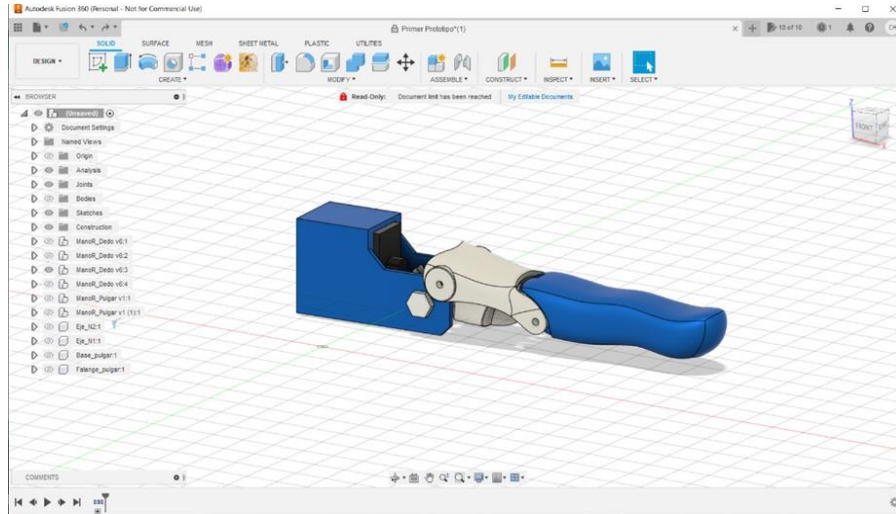 Autodesk Fusion 360 (Personal - Not for Commercial Use)
Primer Prototipo*(1)
10 of 10
1
SOLID SURFACE MESH SHEET METAL PLASTIC UTILITIES
DESIGN
CREATE MODIFY ASSEMBLE CONSTRUCT INSPECT INSERT SELECT
BROWSER
Read-Only: Document limit has been reached My Editable Documents
(Unsaved)
Document Settings
Named Views
Origin
Analysis
Joints
Bodies
Sketches
Construction
ManoR_Dedo v6:1
ManoR_Dedo v6:2
ManoR_Dedo v6:3
ManoR_Dedo v6:4
ManoR_Pulgar v1:1
ManoR_Pulgar v1 (1):1
Eje_N2:1
Eje_N1:1
Base_pulgar:1
Falange_pulgar:1
Z
FRONT
X
COMMENTS